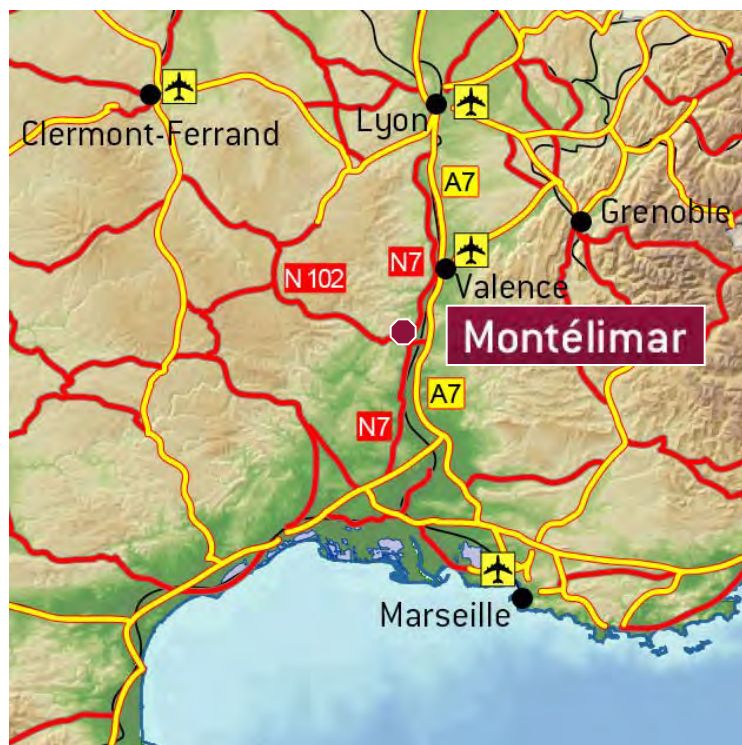 Clermont-Ferrand
Lyon
A7
Grenoble
N7
N 102
Valence
Montélimar
A7
N7
Marseille